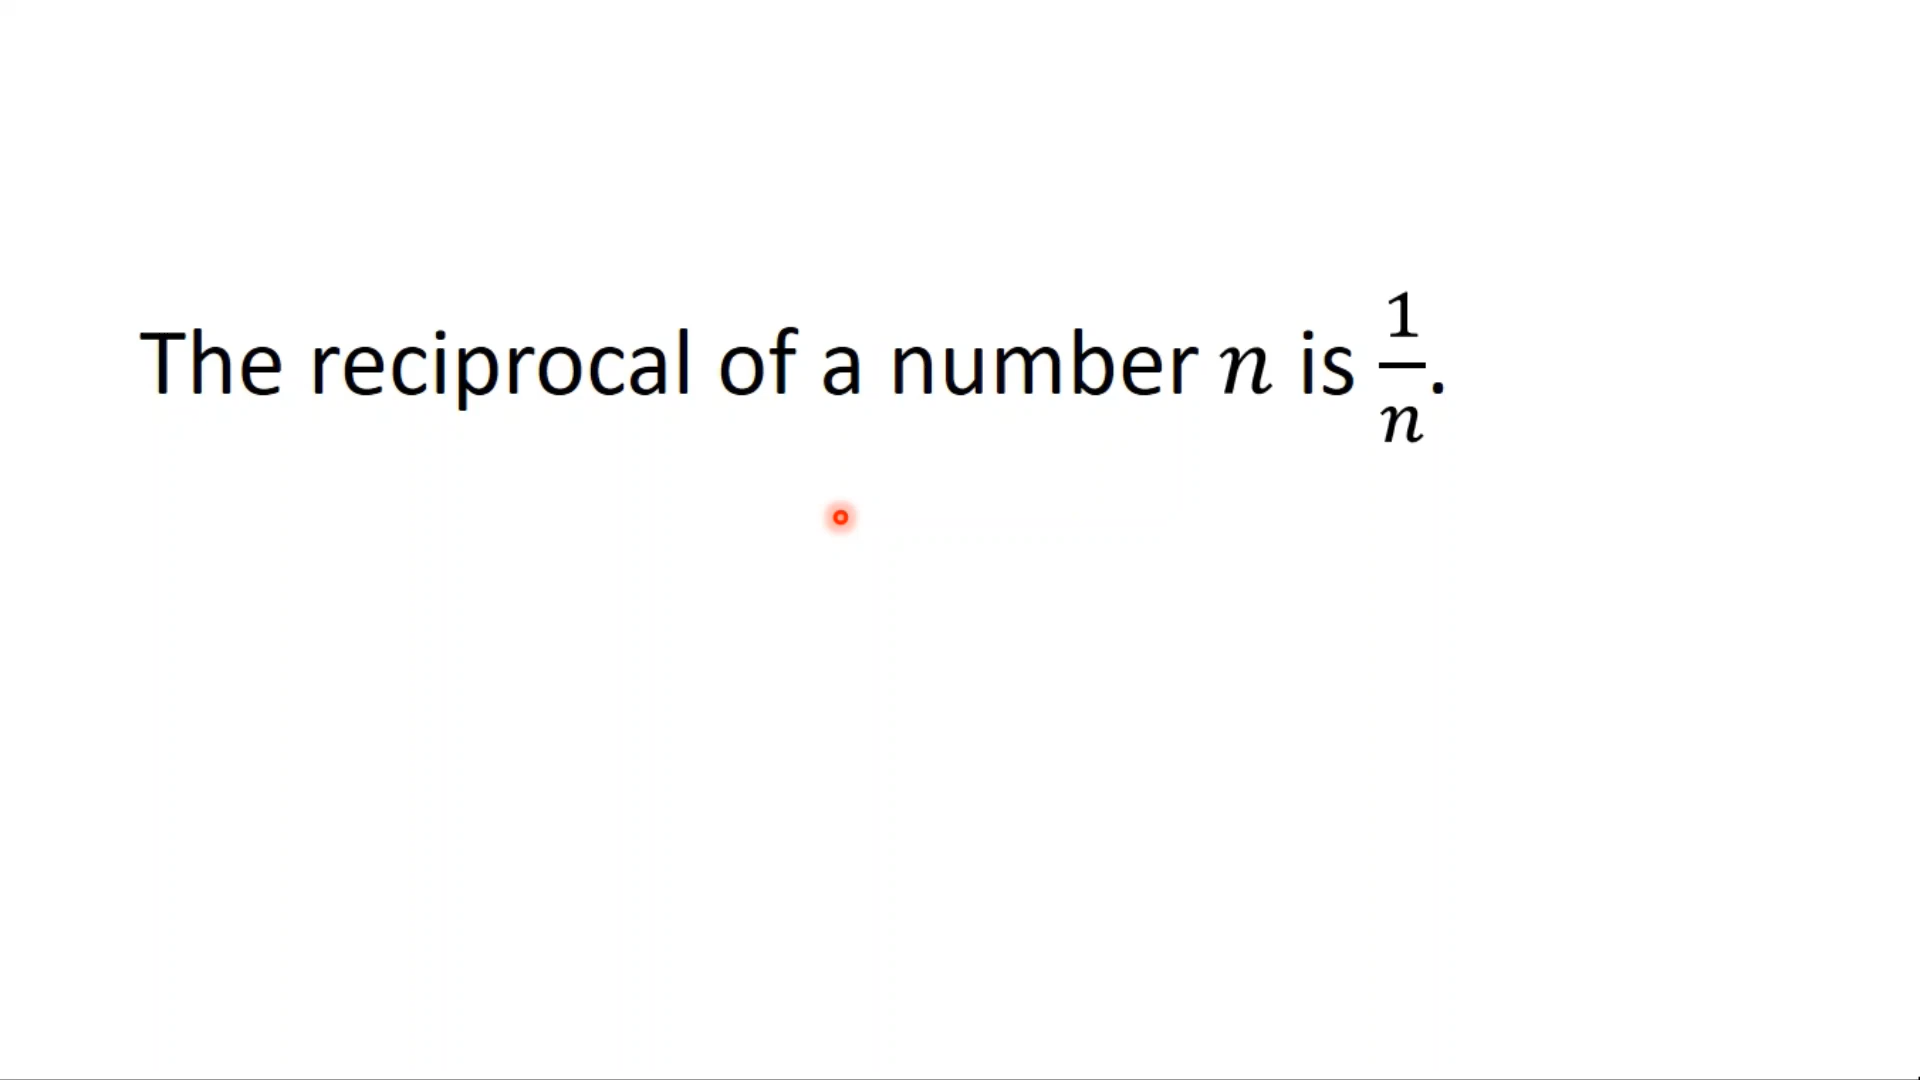 The reciprocal of a number n is 1/n.